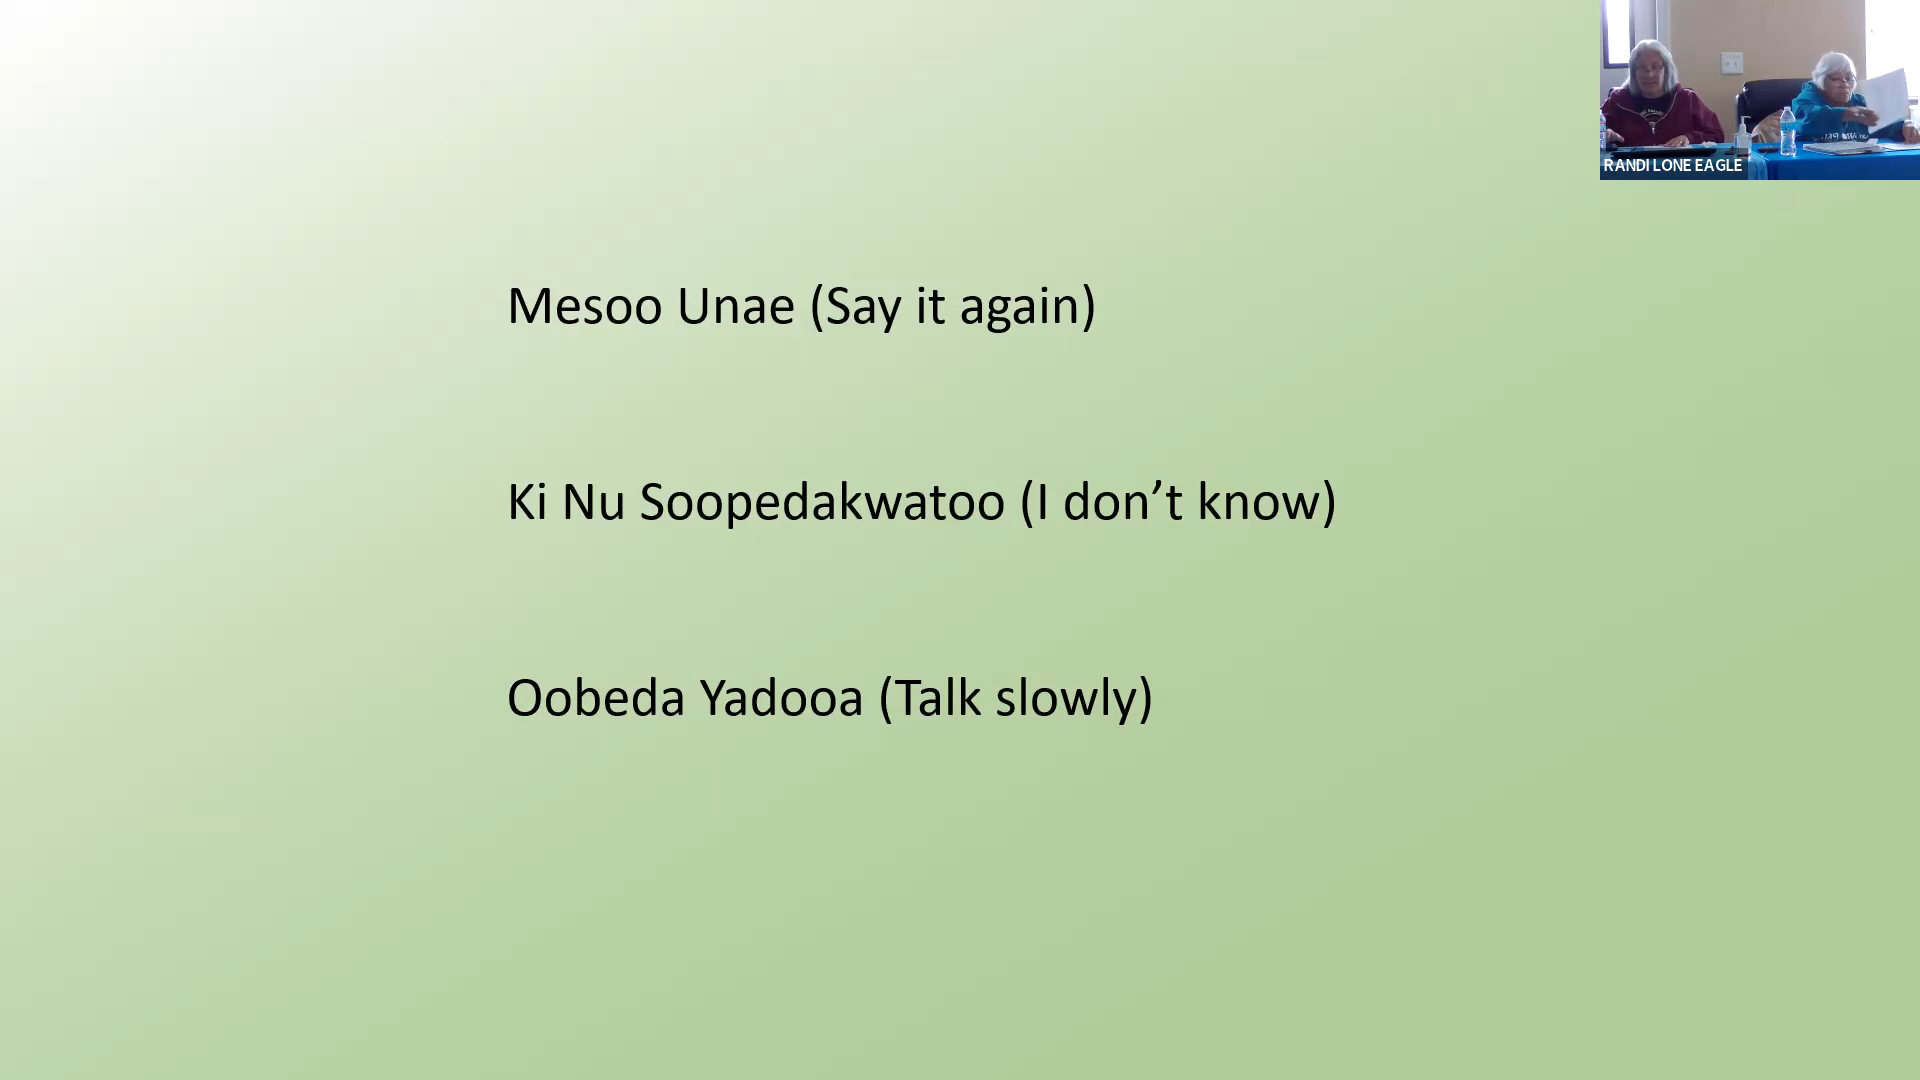 RANDI LONE EAGLE
Mesoo Unae (Say it again)
Ki Nu Soopedakwatoo (I don’t know)
Oobeda Yadooa (Talk slowly)